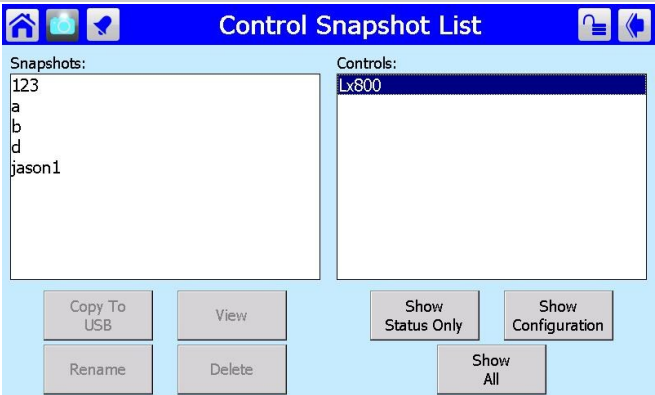 Control Snapshot List
Snapshots:
123
a
b
d
jason1
Controls:
Lx800
Copy To
USB
View
Rename
Delete
Show
Status Only
Show
Configuration
Show
All